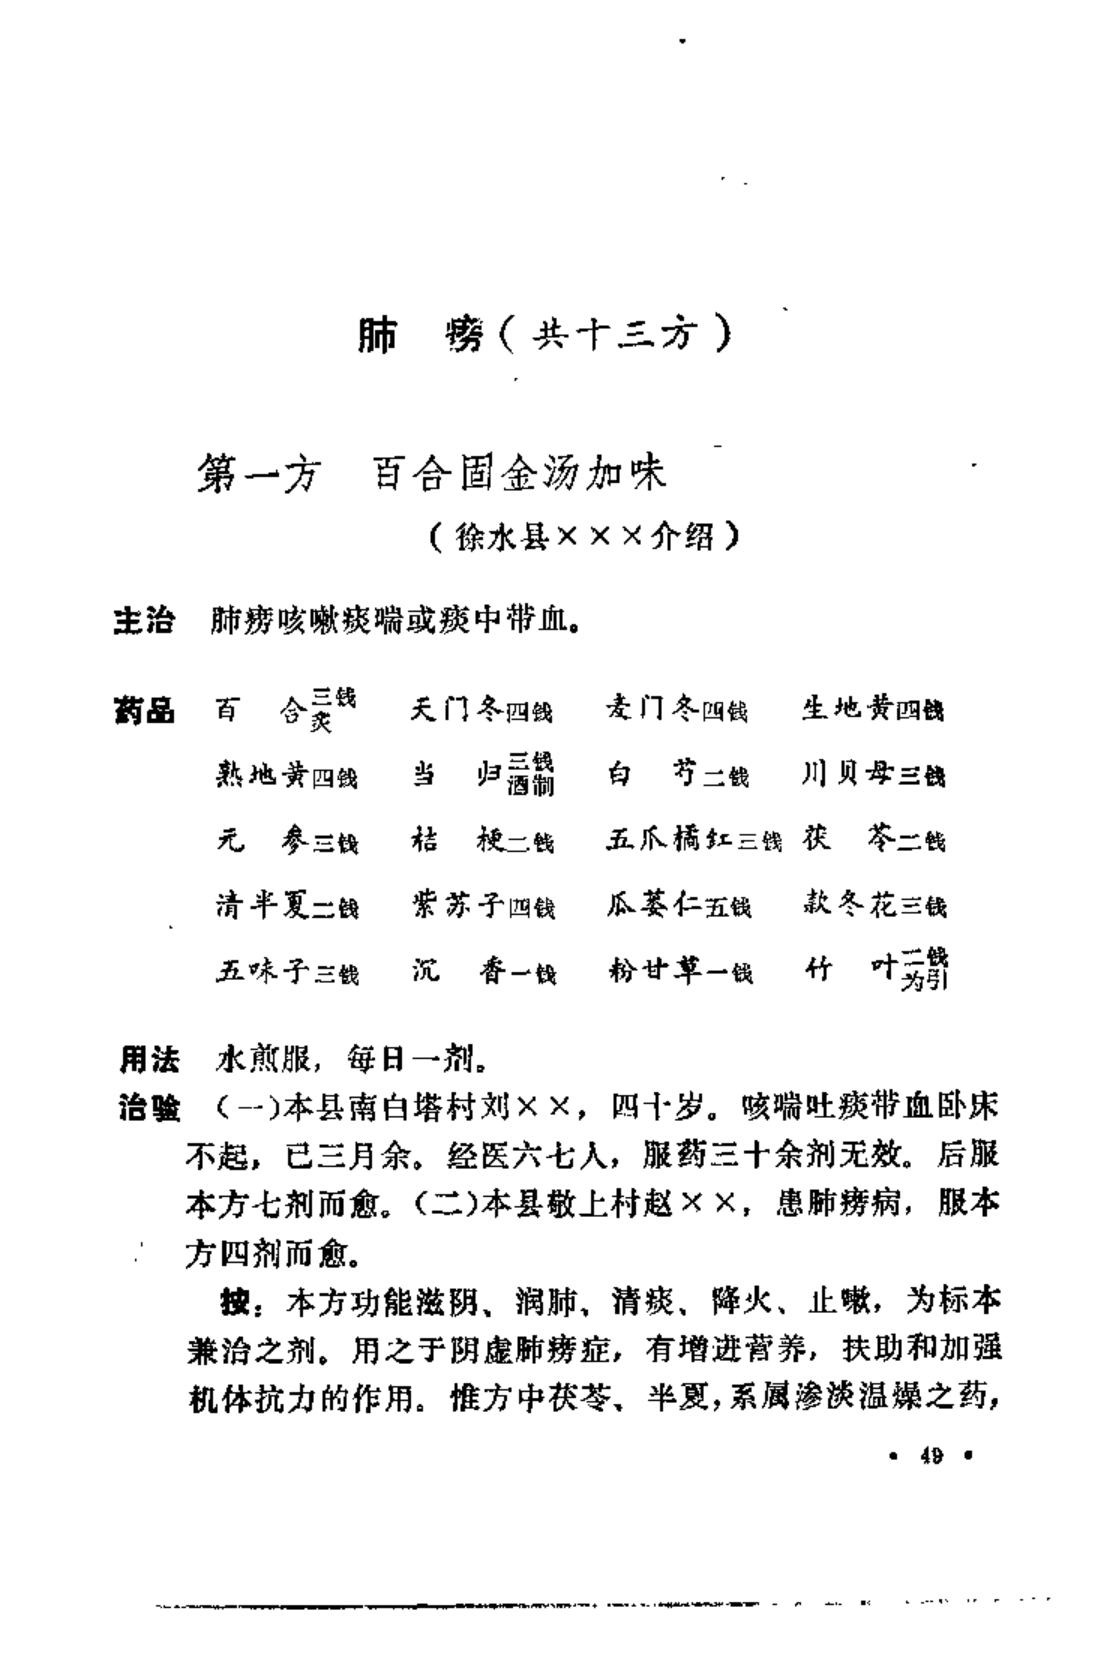 肺 痨（共十三方）
第一方 百合固金汤加味
（徐水县×××介绍）
主治 肺痨咳嗽痰喘或痰中带血。
药品 百 合三钱炙 天门冬四钱 麦门冬四钱 生地黄四钱
熟地黄四钱 当 归三钱酒制 白 芍二钱 川贝母三钱
元 参三钱 桔 梗二钱 五爪橘红三钱 茯 苓二钱
清半夏二钱 紫苏子四钱 瓜蒌仁五钱 款冬花三钱
五味子三钱 沉 香一钱 粉甘草一钱 竹 叶二钱为引
用法 水煎服，每日一剂。
治验 （一）本县南白塔村刘××，四十岁。咳喘吐痰带血卧床
不起，已三月余。经医六七人，服药三十余剂无效。后服
本方七剂而愈。（二）本县敬上村赵××，患肺痨病，服本
方四剂而愈。
按：本方功能滋阴、润肺、清痰、降火、止嗽，为标本
兼治之剂。用之于阴虚肺痨症，有增进营养，扶助和加强
机体抗力的作用。惟方中茯苓、半夏，系属渗淡温燥之药，
• 49 •